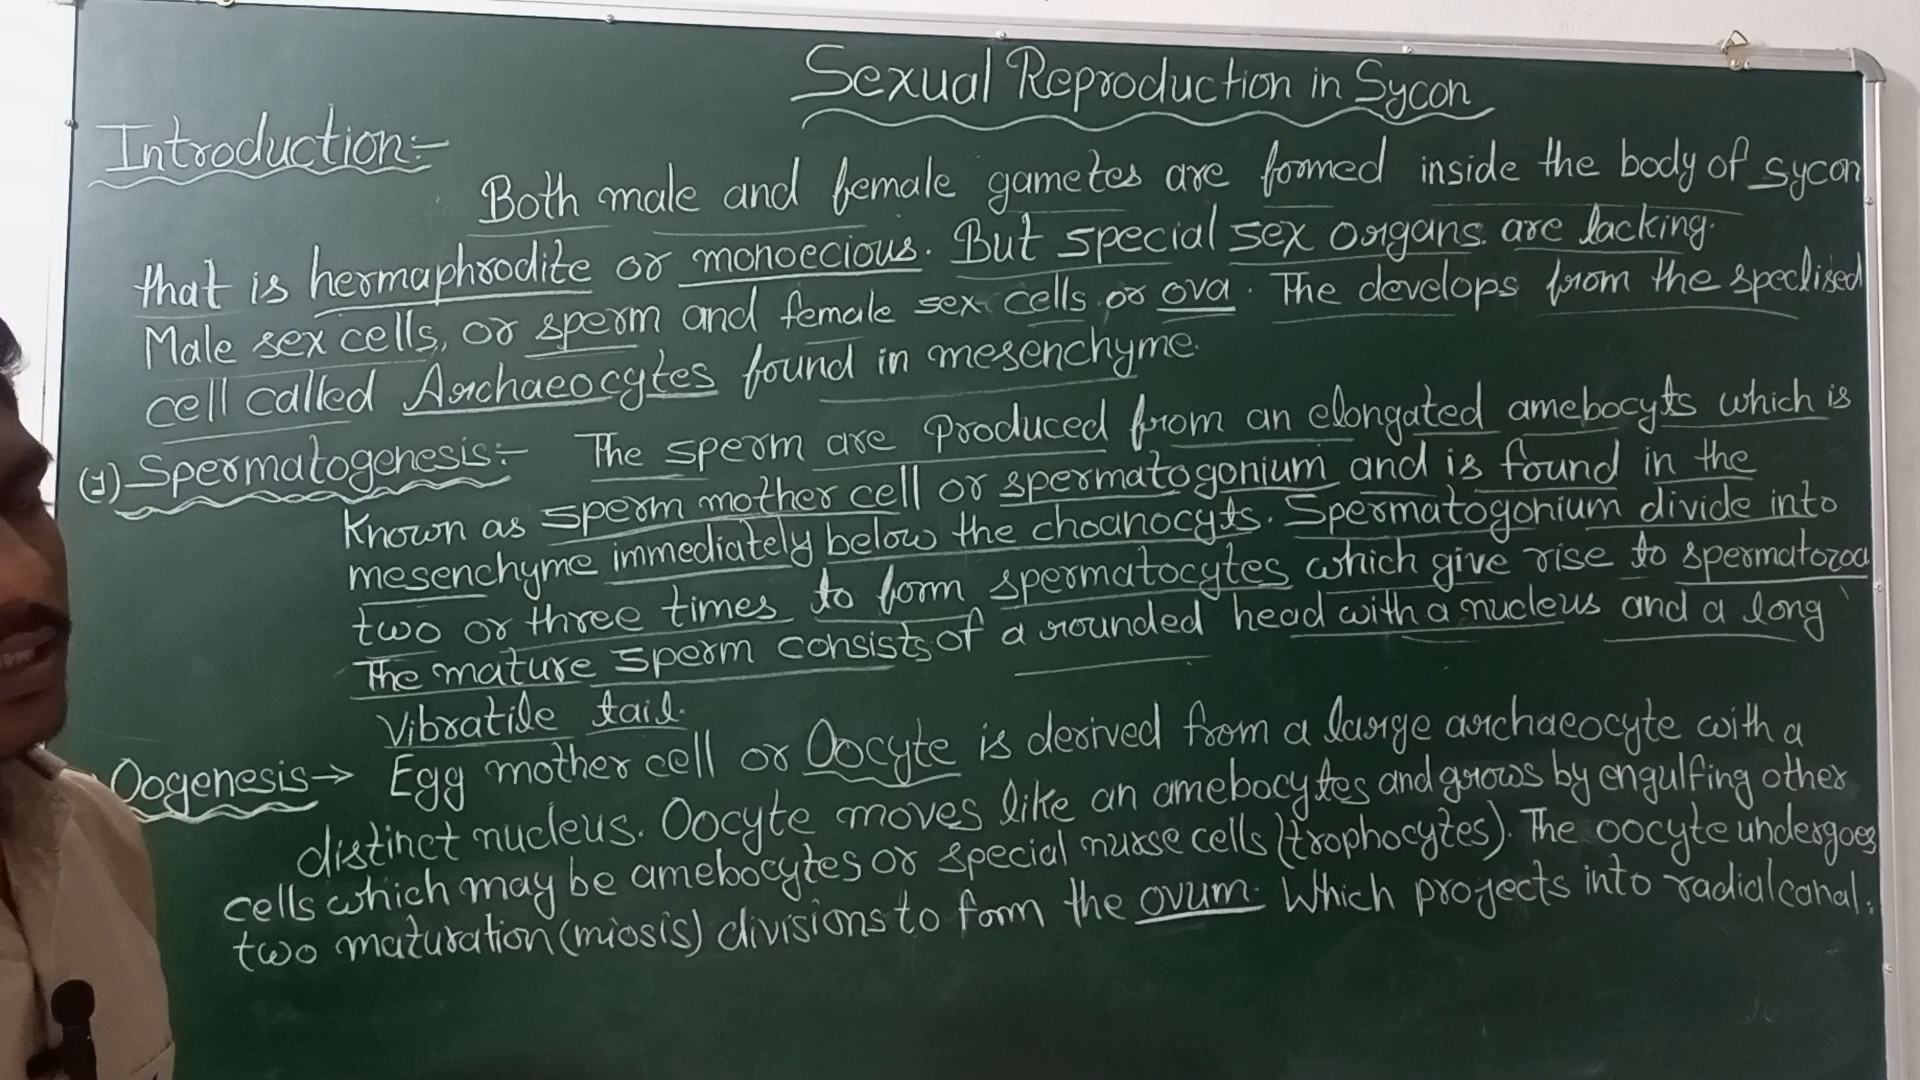 Sexual Reproduction in Sycon
Introduction:-
Both male and female gametes are formed inside the body of sycon
that is hermaphrodite or monoecious. But special sex organs are lacking.
Male sex cells, or sperm and female sex cells or ova. The develops from the speclised
cell called Archaeocytes found in mesenchyme.
(1) Spermatogenesis:- The sperm are produced from an elongated amebocyts which is
Known as sperm mother cell or spermatogonium and is found in the
mesenchyme immediately below the choanocyts. Spermatogonium divide into
two or three times to form spermatocytes which give rise to spermatozoa
The mature sperm consists of a rounded head with a nucleus and a long
Vibratile tail.
Oogenesis→ Egg mother cell or Oocyte is derived from a large archaeocyte with a
distinct nucleus. Oocyte moves like an amebocytes and grows by engulfing other
cells which may be amebocytes or special nurse cells (trophocytes). The oocyte undergoes
two maturation (miosis) divisions to form the ovum. Which projects into radial canal.